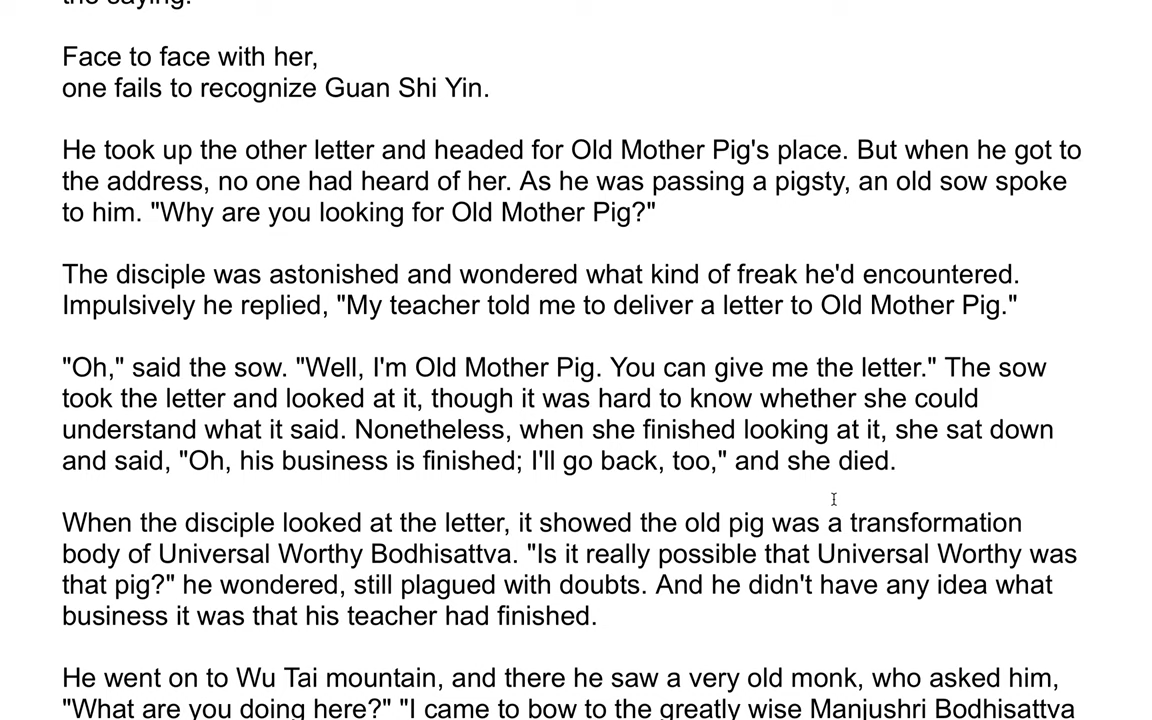 the saying:
Face to face with her,
one fails to recognize Guan Shi Yin.
He took up the other letter and headed for Old Mother Pig's place. But when he got to
the address, no one had heard of her. As he was passing a pigsty, an old sow spoke
to him. "Why are you looking for Old Mother Pig?"
The disciple was astonished and wondered what kind of freak he'd encountered.
Impulsively he replied, "My teacher told me to deliver a letter to Old Mother Pig."
"Oh," said the sow. "Well, I'm Old Mother Pig. You can give me the letter." The sow
took the letter and looked at it, though it was hard to know whether she could
understand what it said. Nonetheless, when she finished looking at it, she sat down
and said, "Oh, his business is finished; I'll go back, too," and she died.
When the disciple looked at the letter, it showed the old pig was a transformation
body of Universal Worthy Bodhisattva. "Is it really possible that Universal Worthy was
that pig?" he wondered, still plagued with doubts. And he didn't have any idea what
business it was that his teacher had finished.
He went on to Wu Tai mountain, and there he saw a very old monk, who asked him,
"What are you doing here?" "I came to bow to the greatly wise Manjushri Bodhisattva